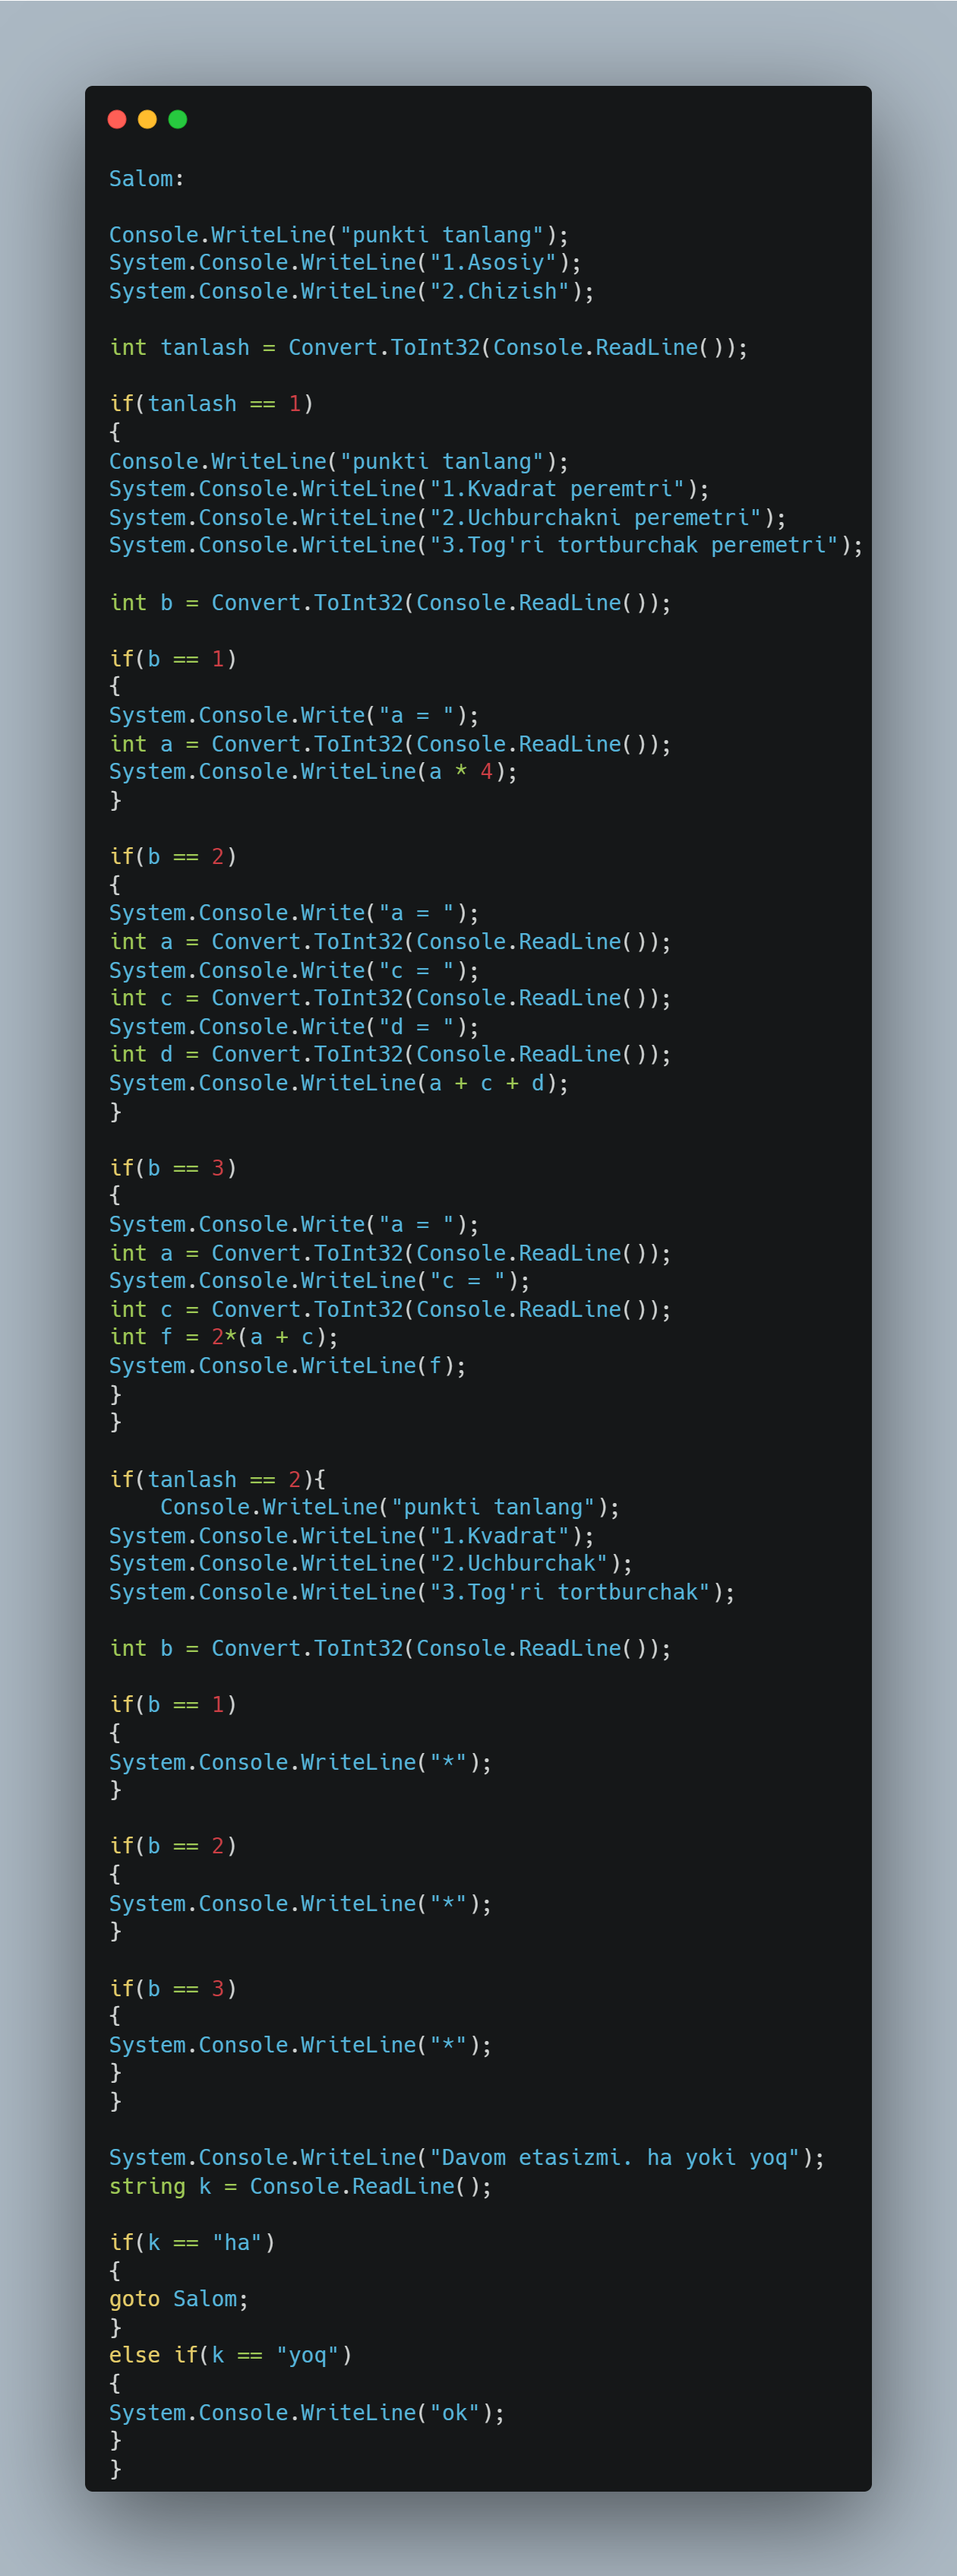 Salom:
Console.WriteLine("punkti tanlang");
System.Console.WriteLine("1.Asosiy");
System.Console.WriteLine("2.Chizish");
int tanlash = Convert.ToInt32(Console.ReadLine());
if(tanlash == 1)
{
Console.WriteLine("punkti tanlang");
System.Console.WriteLine("1.Kvadrat peremtri");
System.Console.WriteLine("2.Uchburchakni peremetri");
System.Console.WriteLine("3.Tog'ri tortburchak peremetri");
int b = Convert.ToInt32(Console.ReadLine());
if(b == 1)
{
System.Console.Write("a = ");
int a = Convert.ToInt32(Console.ReadLine());
System.Console.WriteLine(a * 4);
}
if(b == 2)
{
System.Console.Write("a = ");
int a = Convert.ToInt32(Console.ReadLine());
System.Console.Write("c = ");
int c = Convert.ToInt32(Console.ReadLine());
System.Console.Write("d = ");
int d = Convert.ToInt32(Console.ReadLine());
System.Console.WriteLine(a + c + d);
}
if(b == 3)
{
System.Console.Write("a = ");
int a = Convert.ToInt32(Console.ReadLine());
System.Console.WriteLine("c = ");
int c = Convert.ToInt32(Console.ReadLine());
int f = 2*(a + c);
System.Console.WriteLine(f);
}
}
if(tanlash == 2){
    Console.WriteLine("punkti tanlang");
System.Console.WriteLine("1.Kvadrat");
System.Console.WriteLine("2.Uchburchak");
System.Console.WriteLine("3.Tog'ri tortburchak");
int b = Convert.ToInt32(Console.ReadLine());
if(b == 1)
{
System.Console.WriteLine("*");
}
if(b == 2)
{
System.Console.WriteLine("*");
}
if(b == 3)
{
System.Console.WriteLine("*");
}
}
System.Console.WriteLine("Davom etasizmi. ha yoki yoq");
string k = Console.ReadLine();
if(k == "ha")
{
goto Salom;
}
else if(k == "yoq")
{
System.Console.WriteLine("ok");
}
}